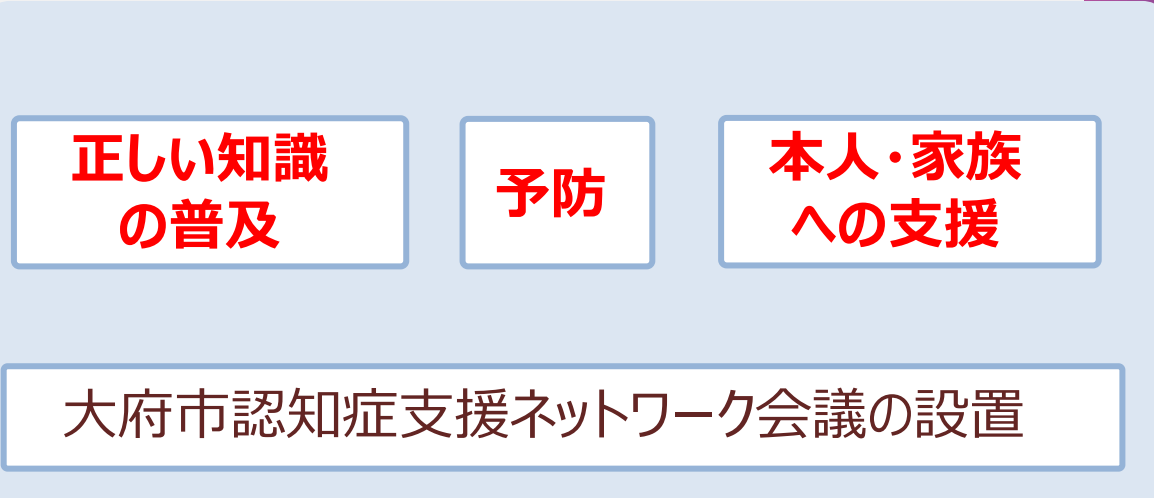 正しい知識
の普及
予防
本人・家族
への支援
大府市認知症支援ネットワーク会議の設置